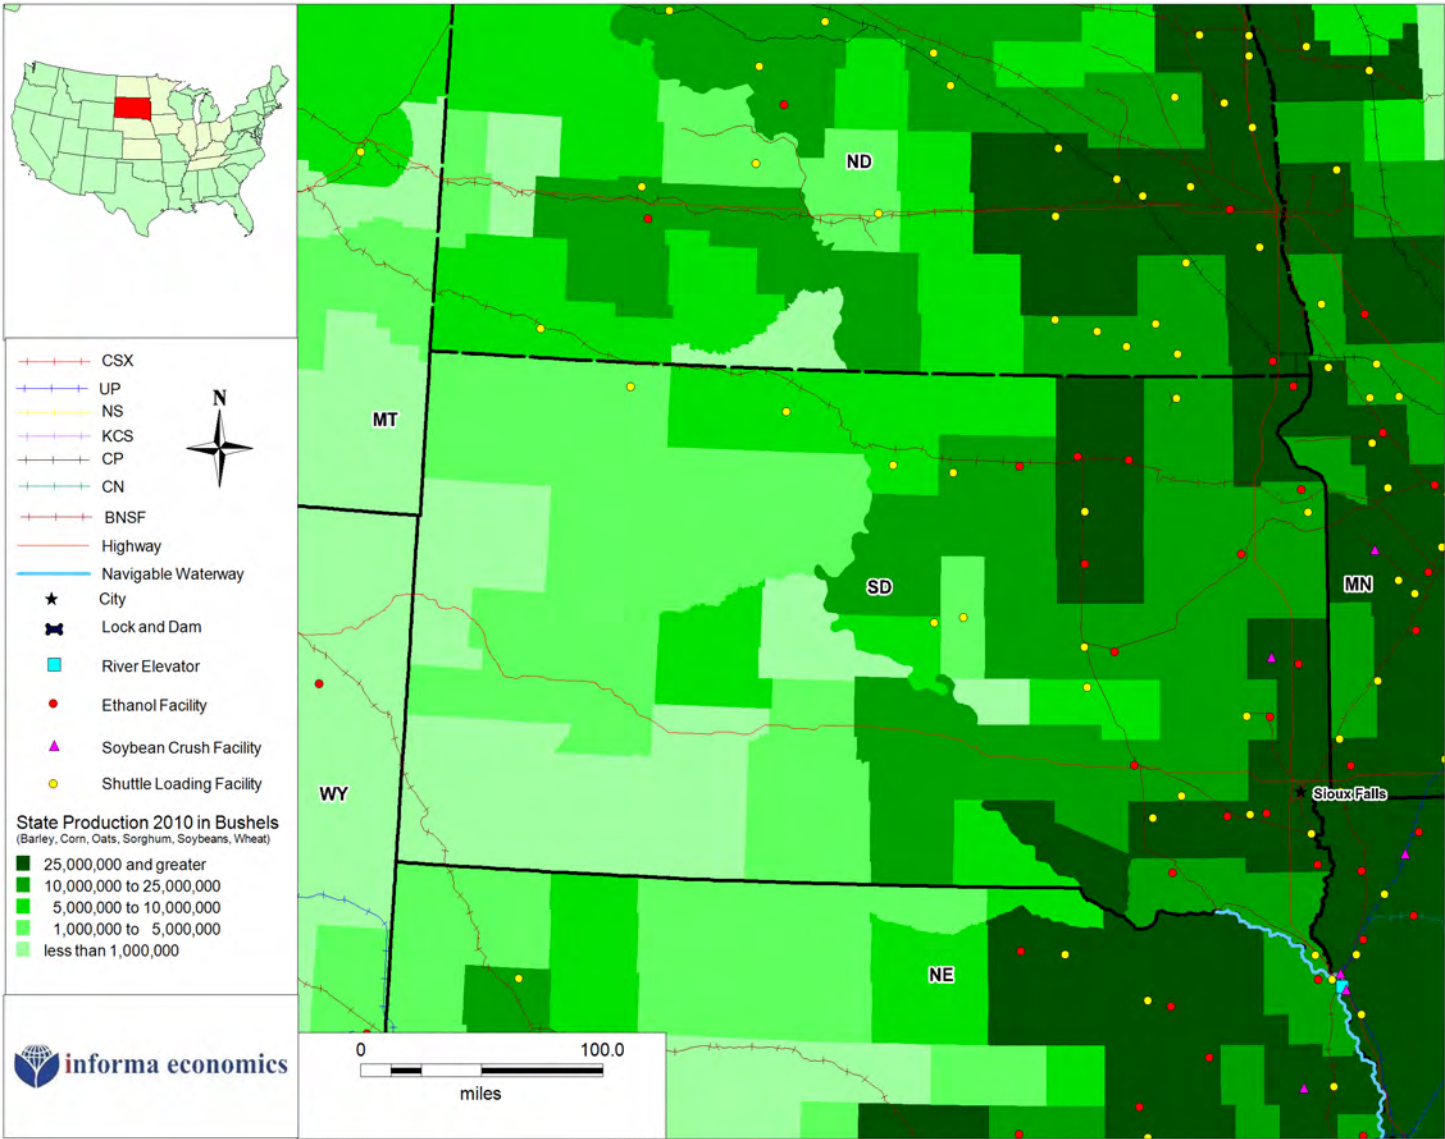 CSX
UP
NS
KCS
CP
CN
BNSF
Highway
Navigable Waterway
City
Lock and Dam
River Elevator
Ethanol Facility
Soybean Crush Facility
Shuttle Loading Facility
N
State Production 2010 in Bushels
(Barley, Corn, Oats, Sorghum, Soybeans, Wheat)
25,000,000 and greater
10,000,000 to 25,000,000
5,000,000 to 10,000,000
1,000,000 to 5,000,000
less than 1,000,000
informa economics
ND
MT
SD
MN
WY
Sioux Falls
NE
0 100.0
miles